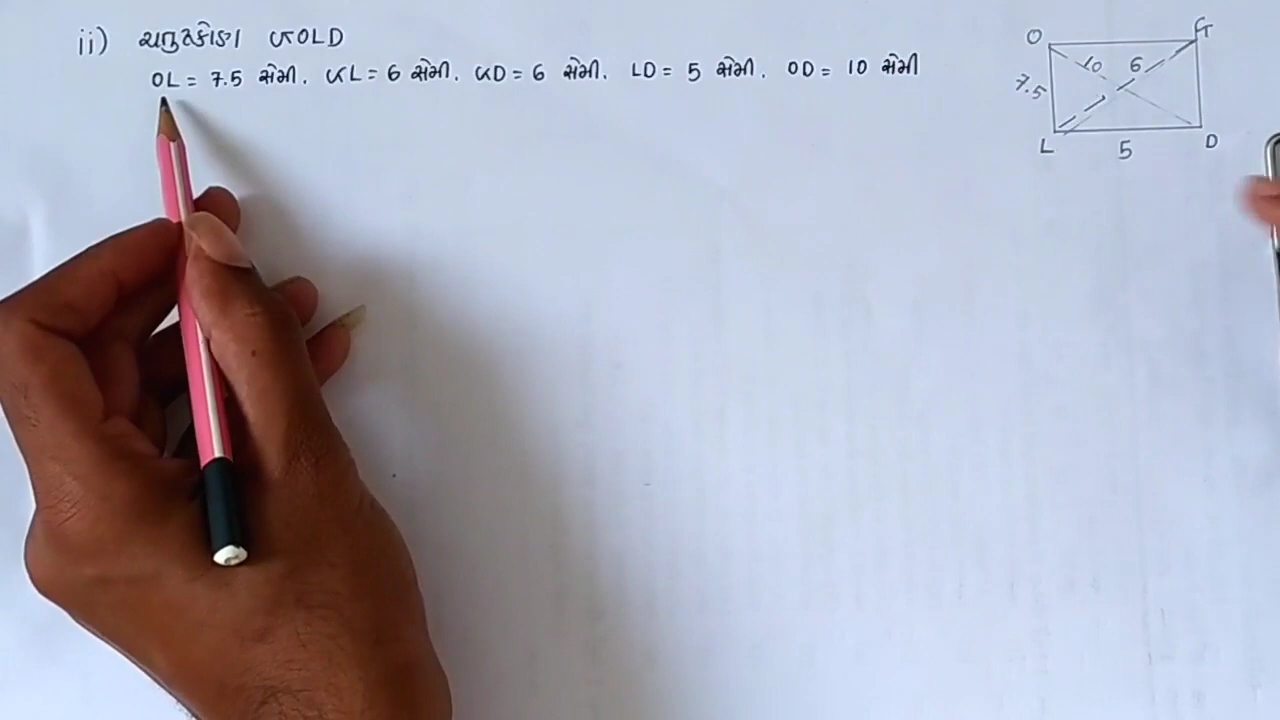 ii) ચતુષ્કોણ GOLD
OL = 7.5 સેમી. GL = 6 સેમી. GD = 6 સેમી. LD = 5 સેમી. OD = 10 સેમી
O G
10 6
7.5
L 5 D